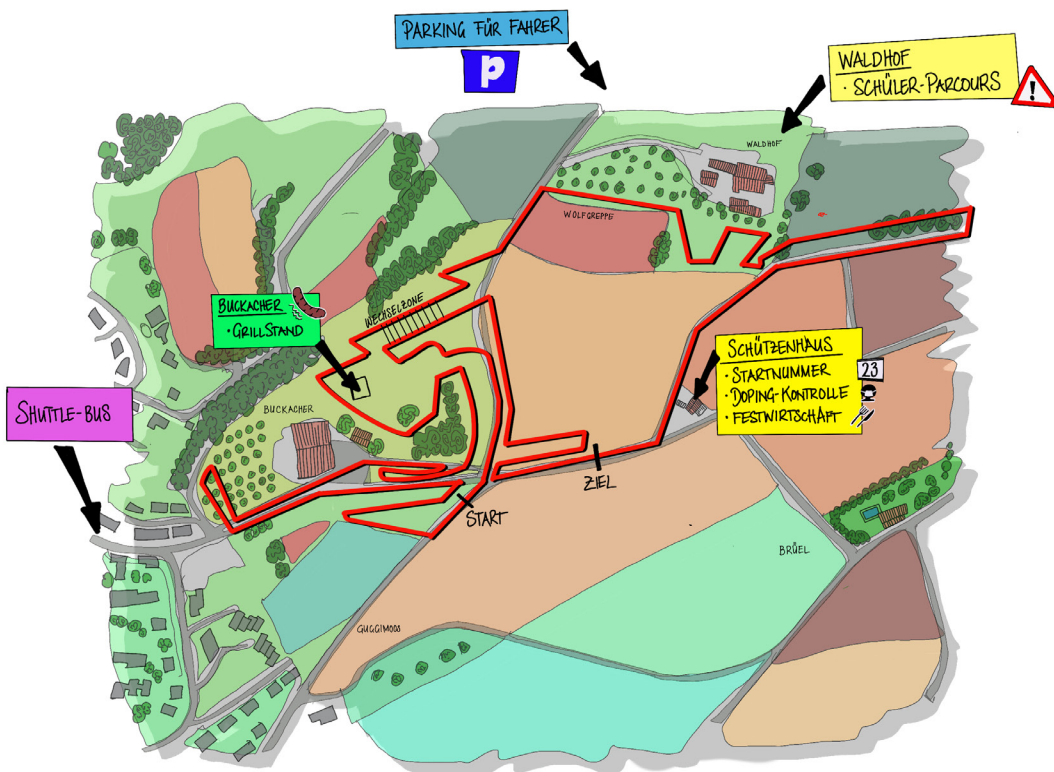 PARKING FÜR FAHRER
P
WALDHOF
· SCHÜLER-PARCOURS
!
WALDHOF
WOLFGREPPE
BUCKACHER
· GRILLSTAND
WECHSELZONE
SCHÜTZENHAUS
· STARTNUMMER
23
· DOPING-KONTROLLE
· FESTWIRTSCHAFT
SHUTTLE-BUS
BUCKACHER
ZIEL
START
BRÜEL
GUGGIMOOS